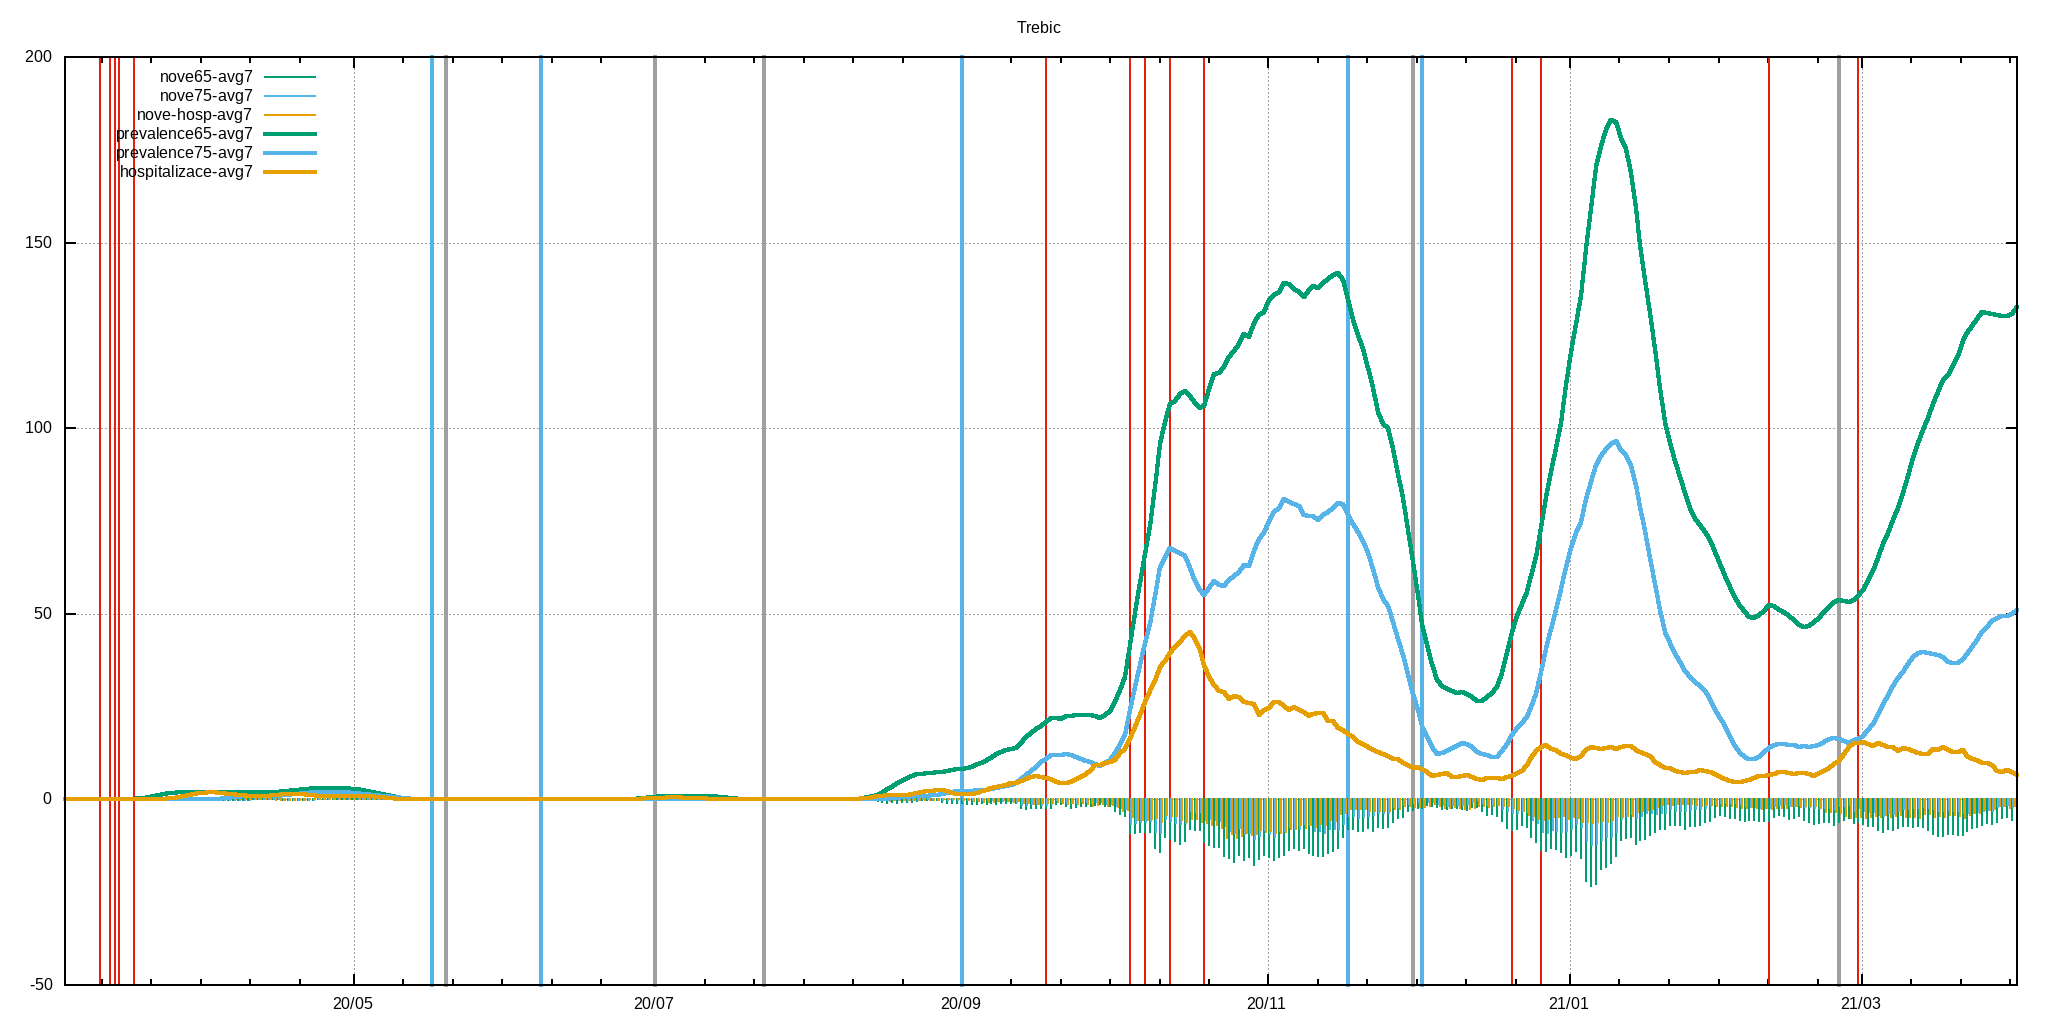 Trebic
200
nove65-avg7
nove75-avg7
nove-hosp-avg7
prevalence65-avg7
prevalence75-avg7
hospitalizace-avg7
150
100
50
0
-50
20/05
20/07
20/09
20/11
21/01
21/03